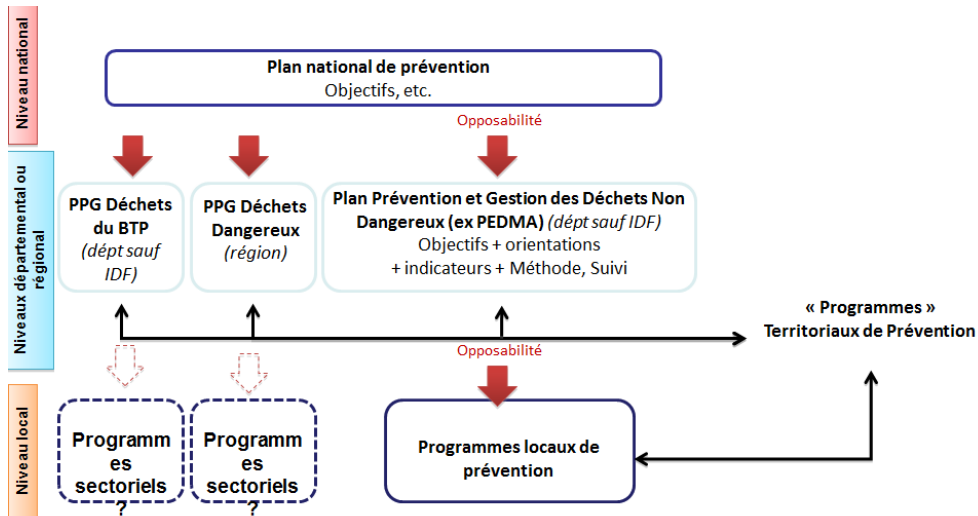 Niveau national
Plan national de prévention
Objectifs, etc.
Opposabilité
Niveaux départemental ou
régional
PPG Déchets
du BTP
(dépt sauf
IDF)
PPG Déchets
Dangereux
(région)
Plan Prévention et Gestion des Déchets Non
Dangereux (ex PEDMA) (dépt sauf IDF)
Objectifs + orientations
+ indicateurs + Méthode, Suivi
« Programmes »
Territoriaux de Prévention
Opposabilité
Niveau local
Programm
es
sectoriels
?
Programm
es
sectoriels
?
Programmes locaux de
prévention